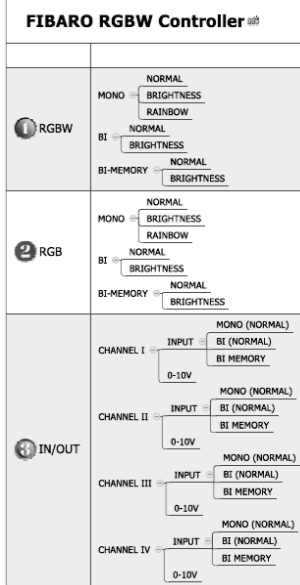 FIBARO RGBW Controller
1 RGBW
MONO
NORMAL
BRIGHTNESS
RAINBOW
BI
NORMAL
BRIGHTNESS
BI-MEMORY
NORMAL
BRIGHTNESS
2 RGB
MONO
NORMAL
BRIGHTNESS
RAINBOW
BI
NORMAL
BRIGHTNESS
BI-MEMORY
NORMAL
BRIGHTNESS
3 IN/OUT
CHANNEL I
INPUT
MONO (NORMAL)
BI (NORMAL)
BI MEMORY
0-10V
CHANNEL II
INPUT
MONO (NORMAL)
BI (NORMAL)
BI MEMORY
0-10V
CHANNEL III
INPUT
MONO (NORMAL)
BI (NORMAL)
BI MEMORY
0-10V
CHANNEL IV
INPUT
MONO (NORMAL)
BI (NORMAL)
BI MEMORY
0-10V